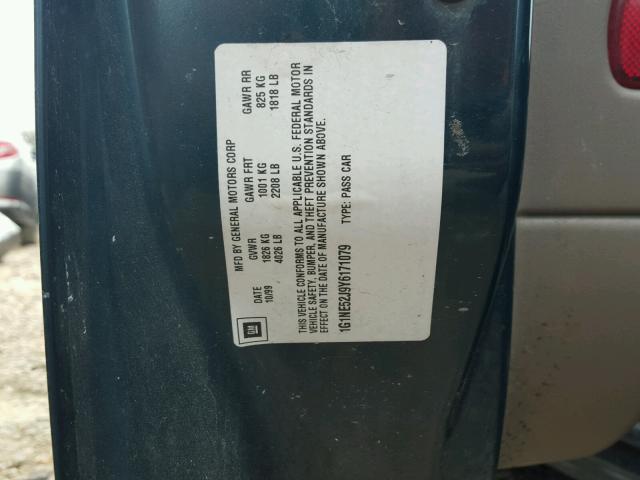 MFD BY GENERAL MOTORS CORP
DATE GVWR GAWR FRT GAWR RR
10/99 1826 KG 1001 KG 825 KG
4026 LB 2208 LB 1818 LB
GM
THIS VEHICLE CONFORMS TO ALL APPLICABLE U.S. FEDERAL MOTOR
VEHICLE SAFETY, BUMPER, AND THEFT PREVENTION STANDARDS IN
EFFECT ON THE DATE OF MANUFACTURE SHOWN ABOVE.
1G1NE52J9Y6171079 TYPE: PASS CAR